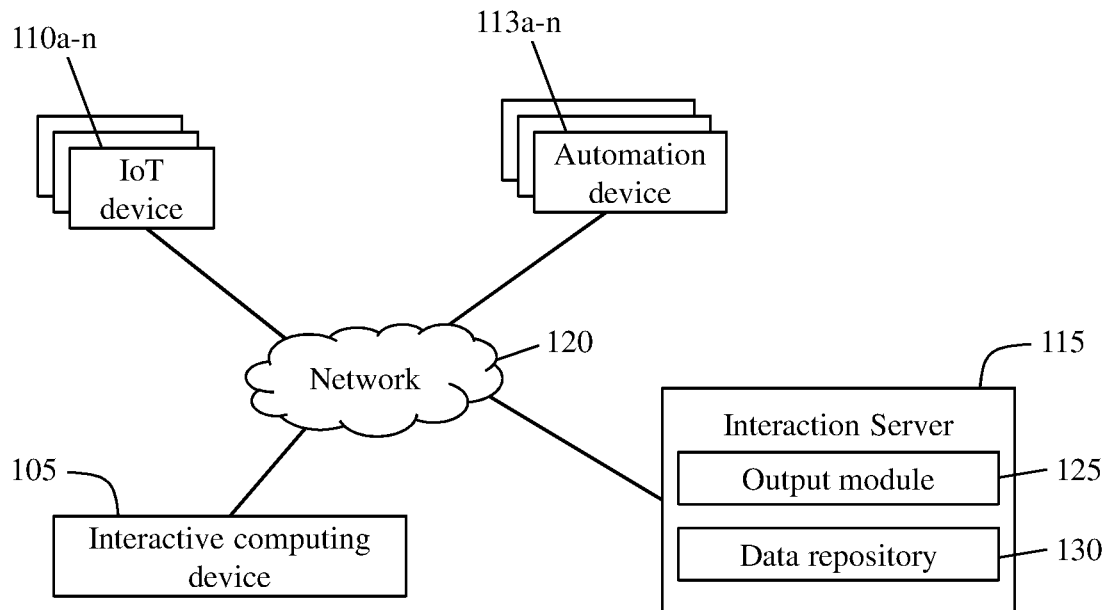 110a-n
113a-n
IoT
device
Automation
device
120
Network
115
Interaction Server
105
Output module
125
Interactive computing
device
Data repository
130